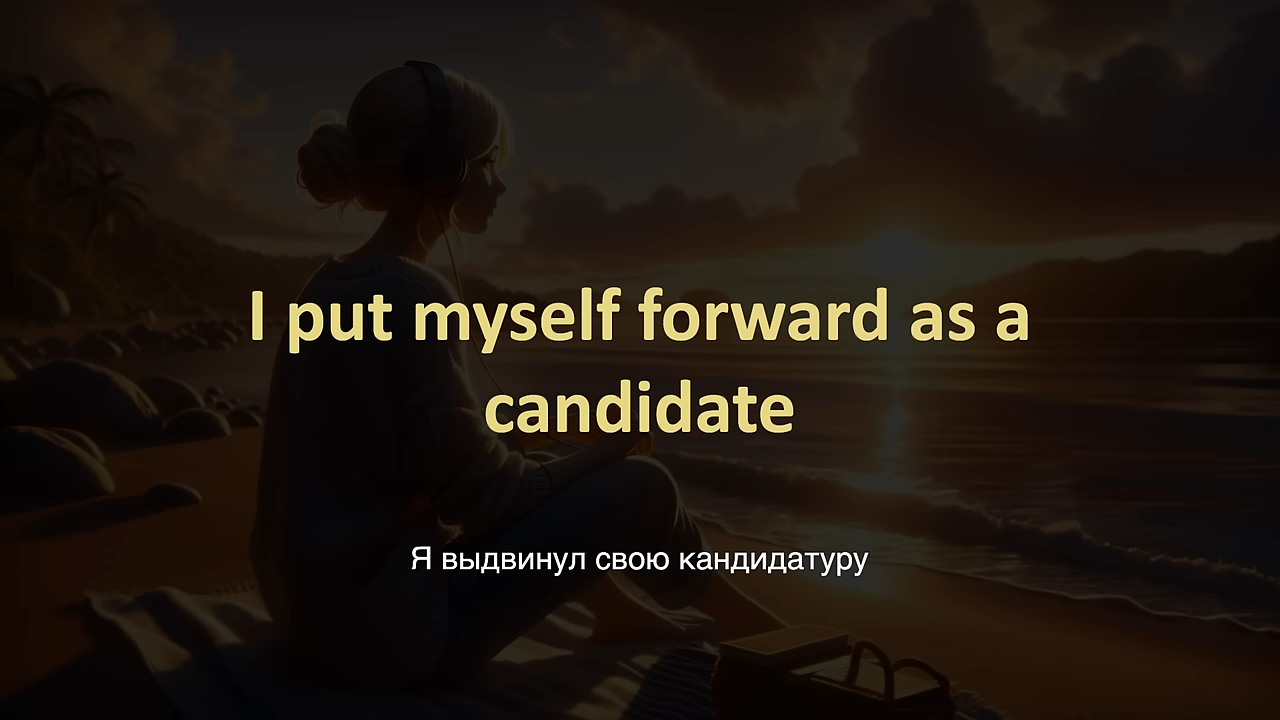 I put myself forward as a
candidate
Я выдвинул свою кандидатуру